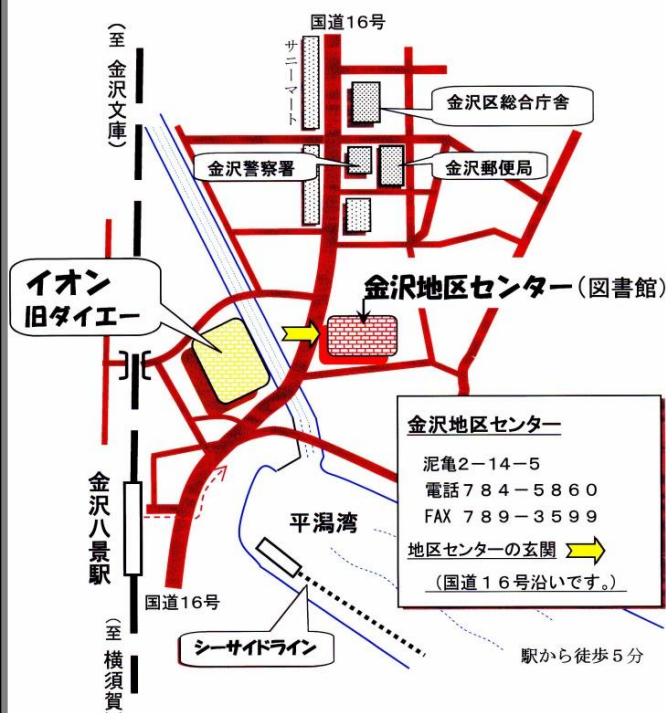 国道16号
（至 金沢文庫）
サニーマート
金沢区総合庁舎
金沢警察署
金沢郵便局
イオン
旧ダイエー
金沢地区センター（図書館）
金沢地区センター
泥亀2－14－5
電話７８４－５８６０
FAX ７８９－３５９９
地区センターの玄関
（国道１６号沿いです。）
金沢八景駅
平潟湾
国道16号
シーサイドライン
（至 横須賀
駅から徒歩５分